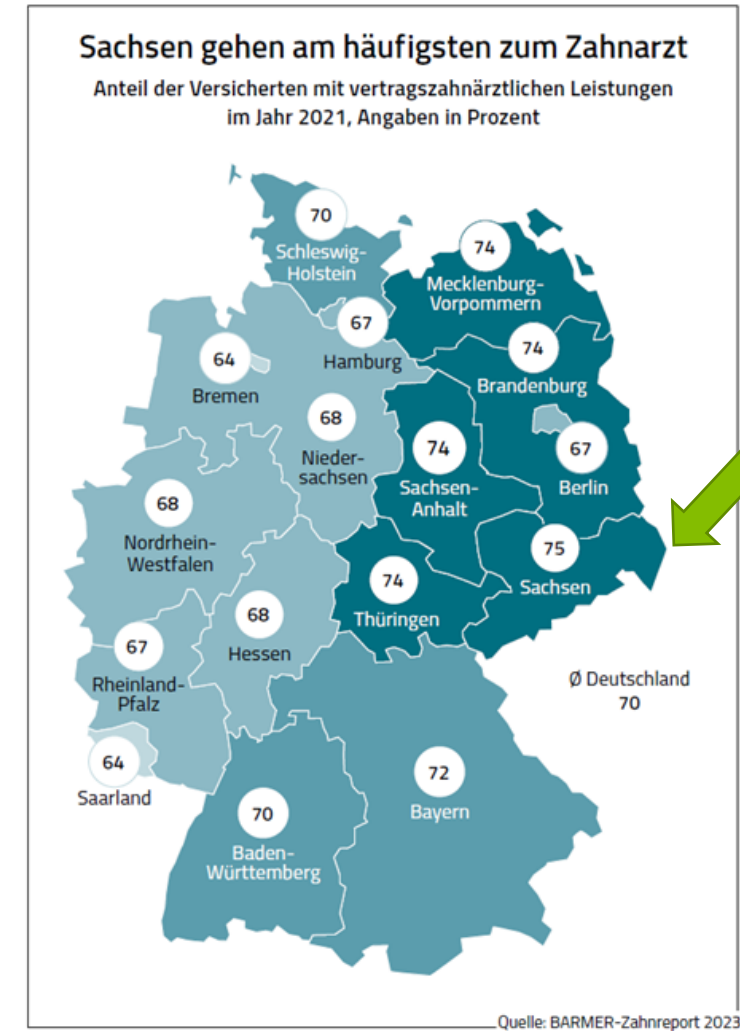 Sachsen gehen am häufigsten zum Zahnarzt
Anteil der Versicherten mit vertragszahnärztlichen Leistungen
im Jahr 2021, Angaben in Prozent
70
Schleswig-
Holstein
74
Mecklenburg-
Vorpommern
67
Hamburg
64
Bremen
74
Brandenburg
68
Nieder-
sachsen
74
Sachsen-
Anhalt
67
Berlin
68
Nordrhein-
Westfalen
75
Sachsen
74
Thüringen
68
Hessen
67
Rheinland-
Pfalz
Ø Deutschland
70
64
Saarland
72
Bayern
70
Baden-
Württemberg
Quelle: BARMER-Zahnreport 2023